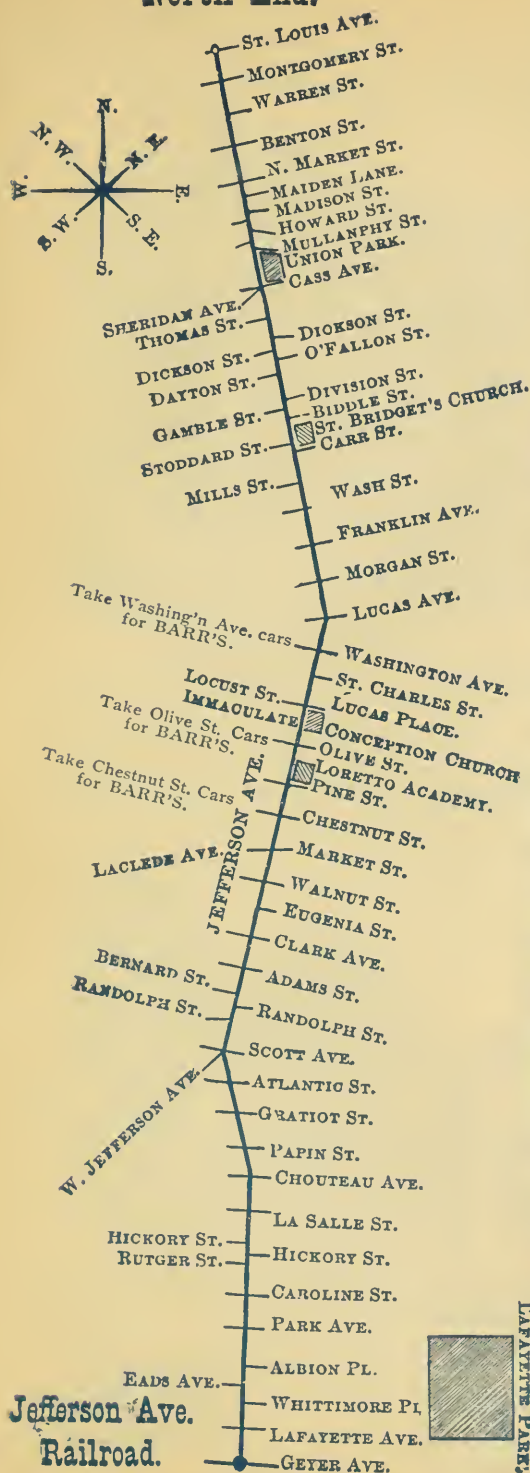 North End.
St. Louis Ave.
Montgomery St.
Warren St.
Benton St.
N. Market St.
Maiden Lane.
Madison St.
Howard St.
Mullanphy St.
Union Park.
Cass Ave.
N.
N. W.
N. E.
W.
E.
S. W.
S. E.
S.
Sheridan Ave.
Thomas St.
Dickson St.
Dickson St.
O'Fallon St.
Dayton St.
Division St.
Biddle St.
Gamble St.
St. Bridget's Church.
Carr St.
Stoddard St.
Mills St.
Wash St.
Franklin Ave.
Morgan St.
Lucas Ave.
Take Washing'n Ave. cars
for BARR'S.
Washington Ave.
St. Charles St.
Locust St.
Lucas Place.
Immaculate
Conception Church
Take Olive St. Cars
for BARR'S.
Olive St.
Loretto Academy.
Pine St.
Take Chestnut St. Cars
for BARR'S.
Jefferson Ave.
Chestnut St.
Laclede Ave.
Market St.
Walnut St.
Eugenia St.
Clark Ave.
Bernard St.
Adams St.
Randolph St.
Randolph St.
Scott Ave.
W. Jefferson Ave.
Atlantic St.
Gratiot St.
Papin St.
Chouteau Ave.
La Salle St.
Hickory St.
Rutger St.
Hickory St.
Caroline St.
Park Ave.
Albion Pl.
Eads Ave.
Whittimore Pl
Lafayette Ave.
Geyer Ave.
Lafayette Park.
Jefferson Ave.
Railroad.